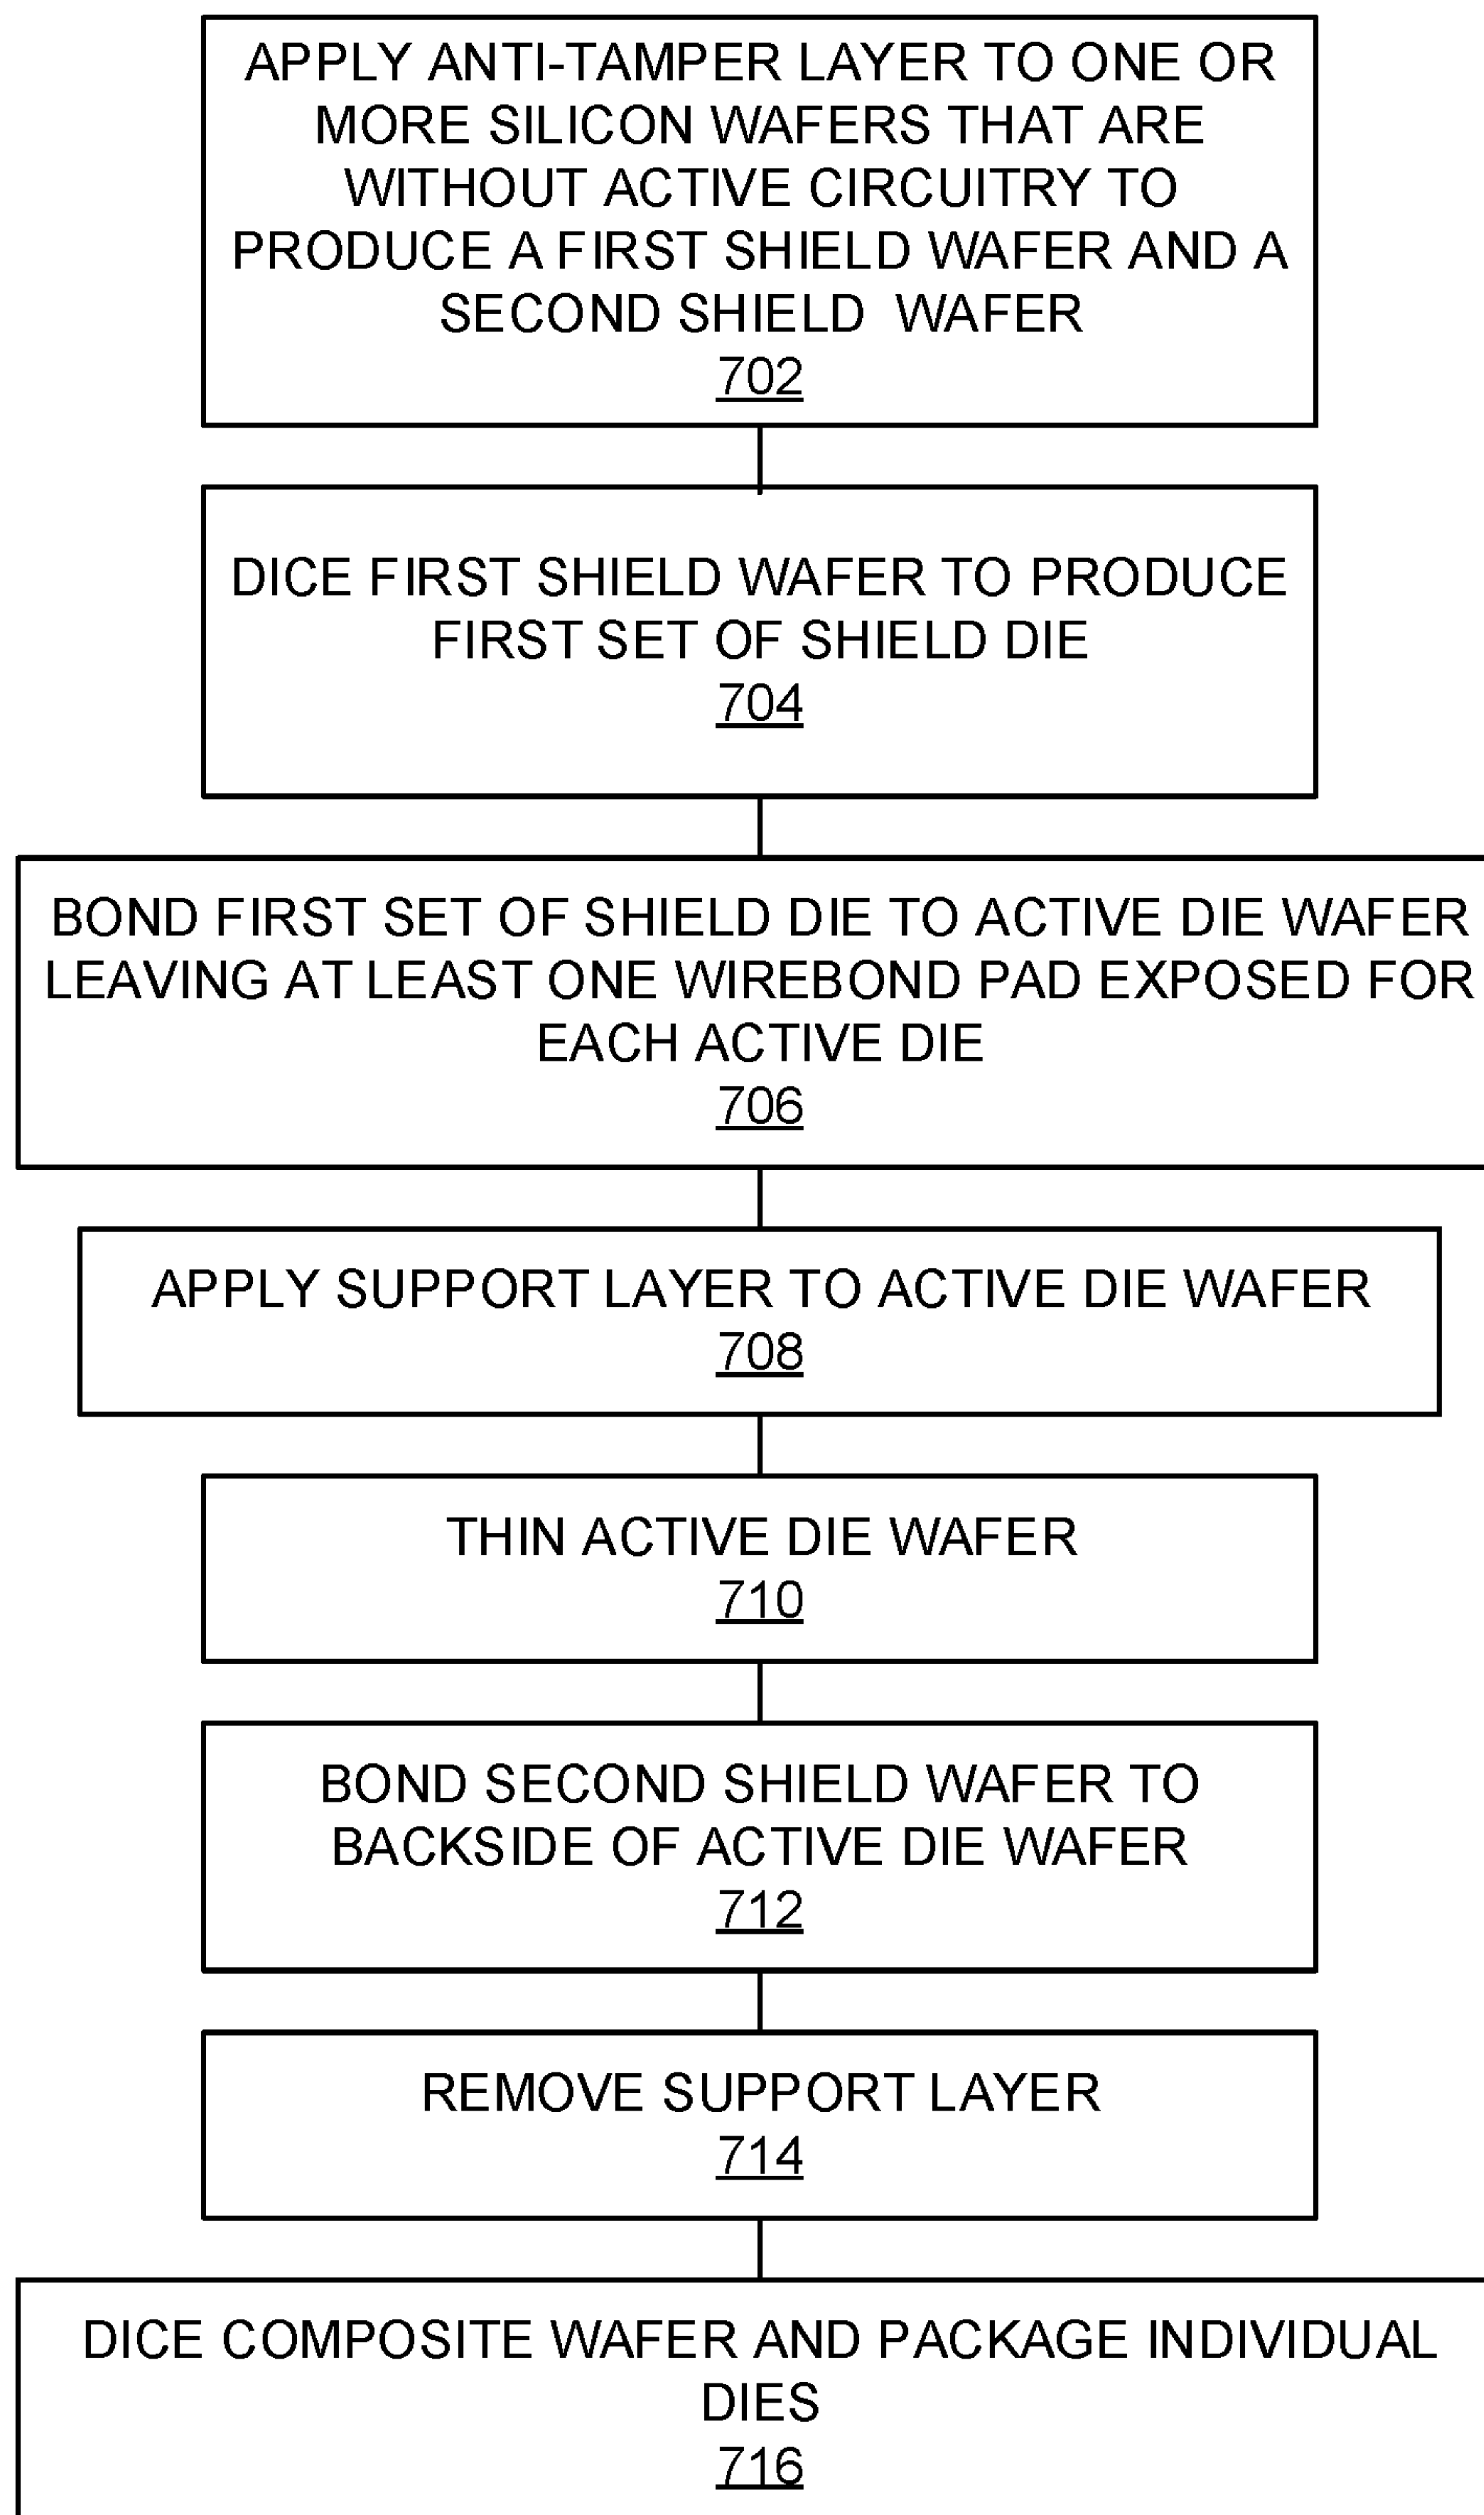 APPLY ANTI-TAMPER LAYER TO ONE OR
MORE SILICON WAFERS THAT ARE
WITHOUT ACTIVE CIRCUITRY TO
PRODUCE A FIRST SHIELD WAFER AND A
SECOND SHIELD WAFER
702
DICE FIRST SHIELD WAFER TO PRODUCE
FIRST SET OF SHIELD DIE
704
BOND FIRST SET OF SHIELD DIE TO ACTIVE DIE WAFER
LEAVING AT LEAST ONE WIREBOND PAD EXPOSED FOR
EACH ACTIVE DIE
706
APPLY SUPPORT LAYER TO ACTIVE DIE WAFER
708
THIN ACTIVE DIE WAFER
710
BOND SECOND SHIELD WAFER TO
BACKSIDE OF ACTIVE DIE WAFER
712
REMOVE SUPPORT LAYER
714
DICE COMPOSITE WAFER AND PACKAGE INDIVIDUAL
DIES
716